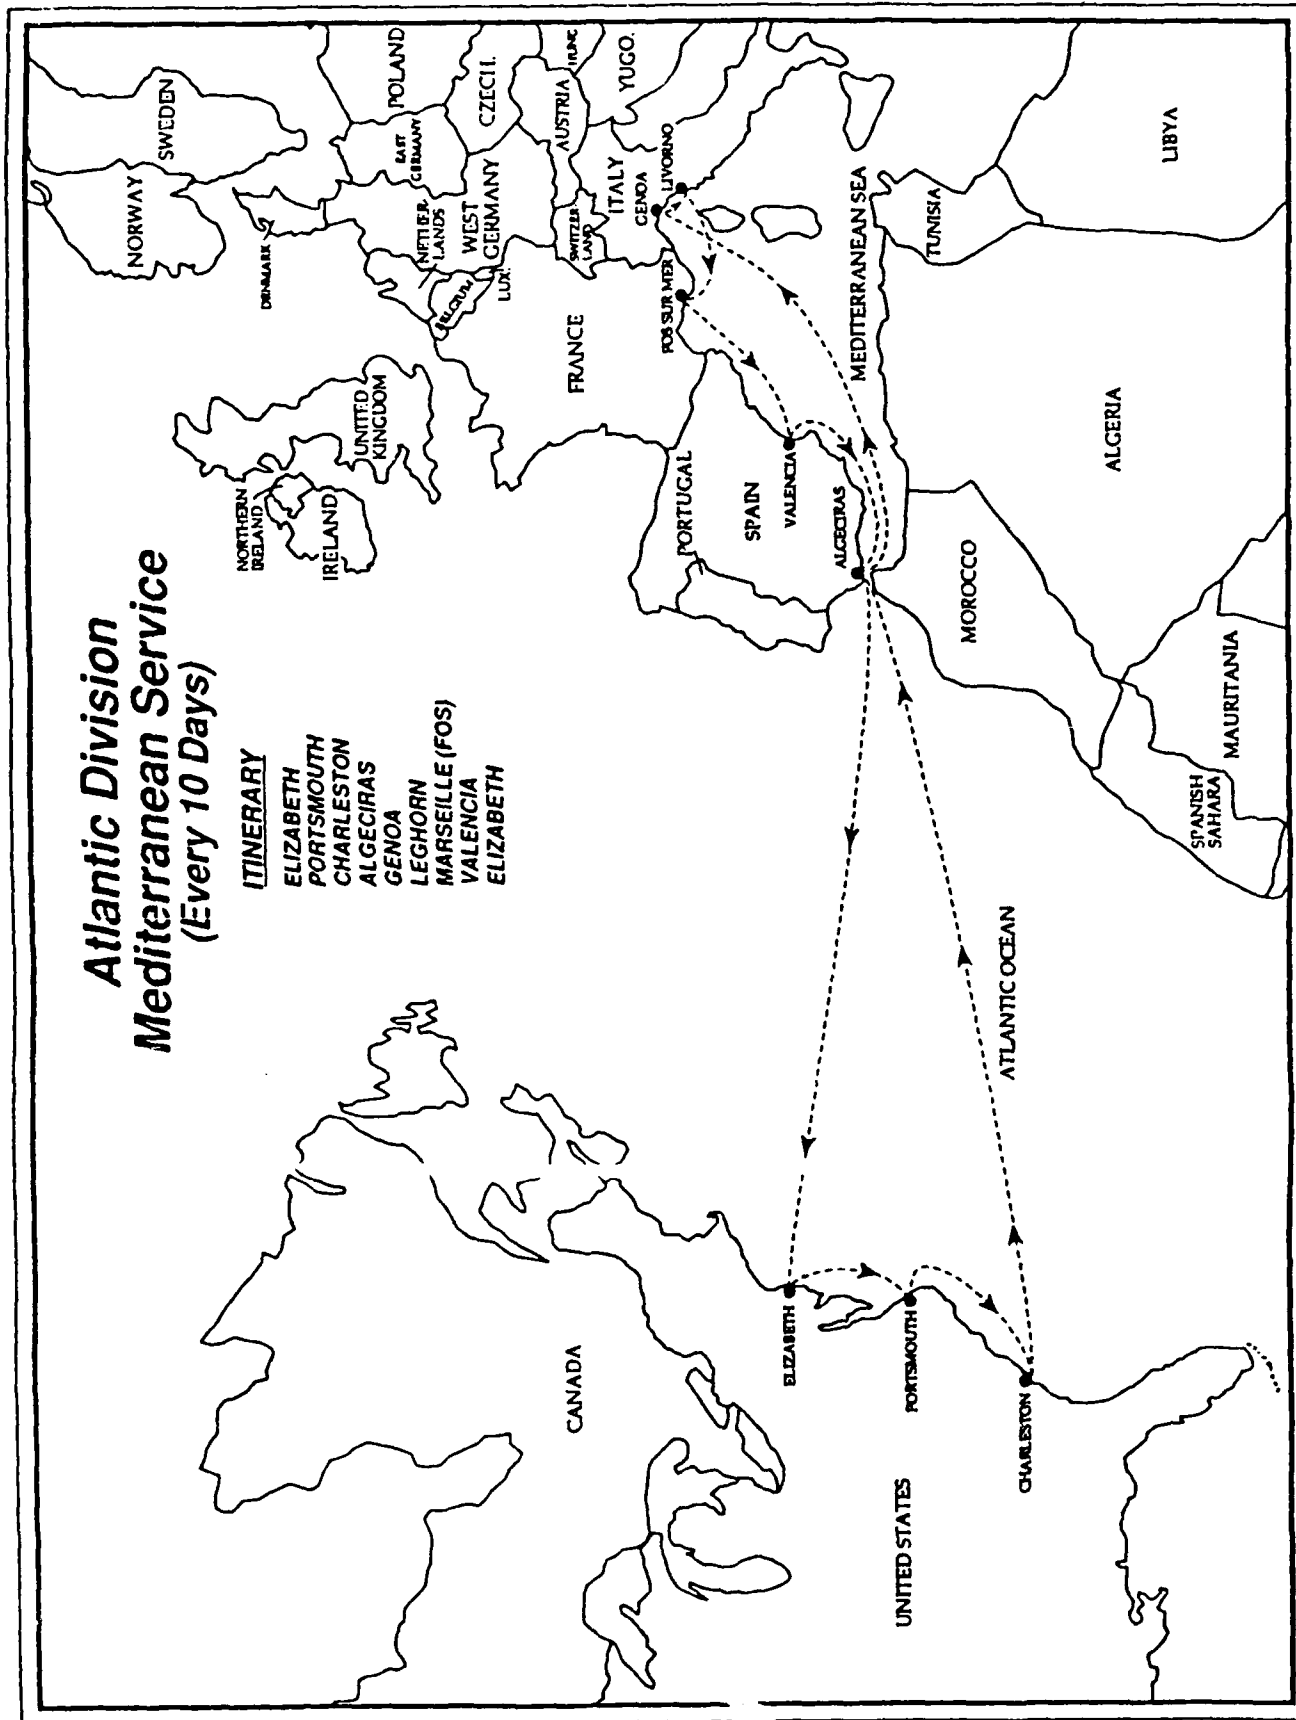 Atlantic Division
Mediterranean Service
(Every 10 Days)
ITINERARY
ELIZABETH
PORTSMOUTH
CHARLESTON
ALGECIRAS
GENOA
LEGHORN
MARSEILLE (FOS)
VALENCIA
ELIZABETH
NORWAY
SWEDEN
DENMARK
NORTHERN
IRELAND
IRELAND
UNITED
KINGDOM
NETHER-
LANDS
BELGIUM
LUX.
WEST
GERMANY
EAST
GERMANY
POLAND
CZECH.
AUSTRIA
HUNG.
YUGO.
SWITZER-
LAND
FRANCE
ITALY
GENOA
LIVORNO
FOS SUR MER
PORTUGAL
SPAIN
VALENCIA
ALGECIRAS
MEDITERRANEAN SEA
TUNISIA
LIBYA
ALGERIA
MOROCCO
MAURITANIA
SPANISH
SAHARA
ATLANTIC OCEAN
CANADA
ELIZABETH
PORTSMOUTH
CHARLESTON
UNITED STATES